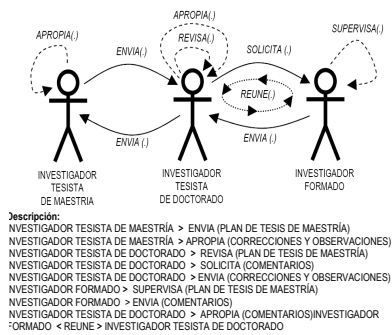 APROPIA(.)
REVISA(.)
SUPERVISA(.)
APROPIA(.)
ENVIA(.)
SOLICITA (.)
REUNE(.)
ENVIA (.)
ENVIA (.)
INVESTIGADOR
TESISTA
DE MAESTRIA
INVESTIGADOR
TESISTA
DE DOCTORADO
INVESTIGADOR
FORMADO
Descripción:
NVESTIGADOR TESISTA DE MAESTRÍA > ENVIA (PLAN DE TESIS DE MAESTRÍA)
NVESTIGADOR TESISTA DE MAESTRÍA > APROPIA (CORRECCIONES Y OBSERVACIONES)
NVESTIGADOR TESISTA DE DOCTORADO > REVISA (PLAN DE TESIS DE MAESTRÍA)
NVESTIGADOR TESISTA DE DOCTORADO > SOLICITA (COMENTARIOS)
NVESTIGADOR TESISTA DE DOCTORADO > ENVIA (CORRECCIONES Y OBSERVACIONES)
NVESTIGADOR FORMADO > SUPERVISA (PLAN DE TESIS DE MAESTRÍA)
NVESTIGADOR FORMADO > ENVIA (COMENTARIOS)
NVESTIGADOR TESISTA DE DOCTORADO > APROPIA (COMENTARIOS)INVESTIGADOR
FORMADO < REUNE > INVESTIGADOR TESISTA DE DOCTORADO